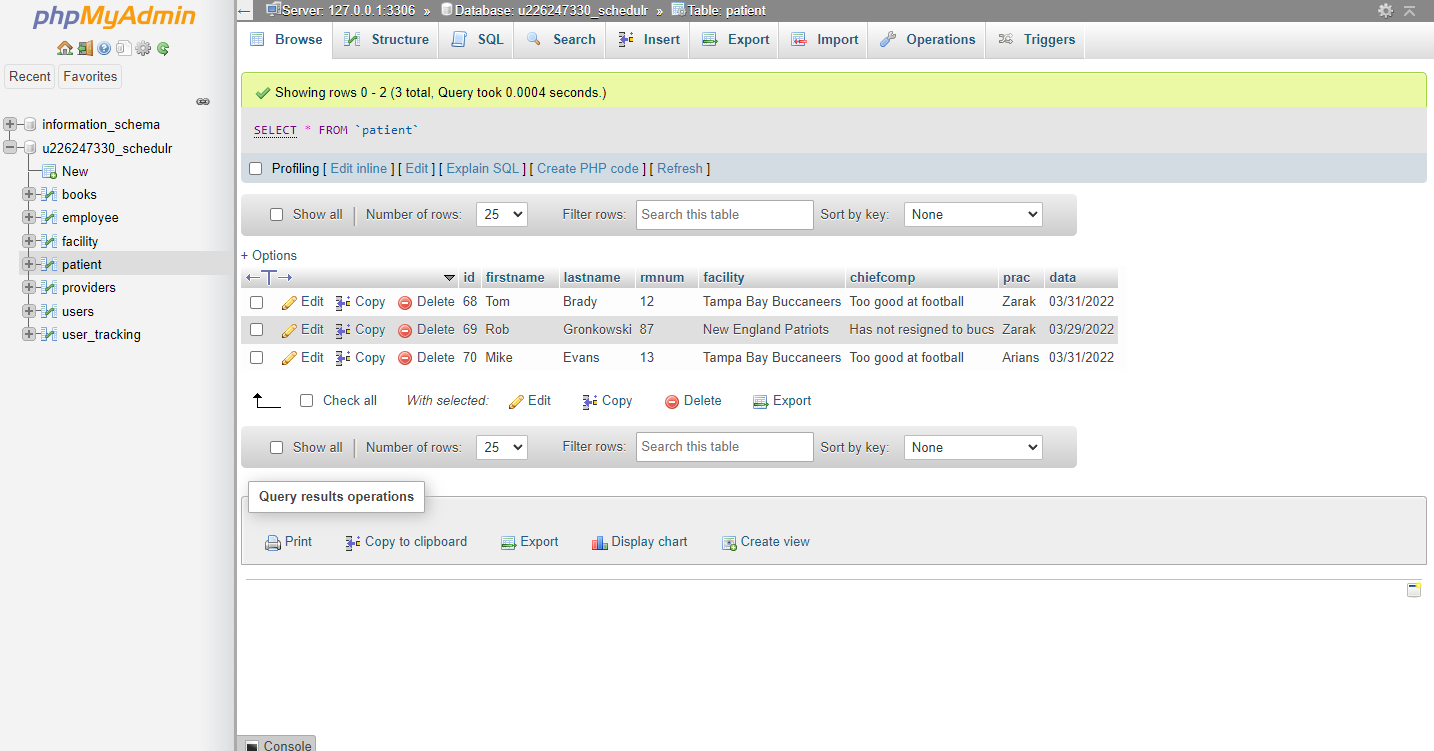 phpMyAdmin
Recent Favorites
information_schema
u226247330_schedulr
New
books
employee
facility
patient
providers
users
user_tracking
Server: 127.0.0.1:3306 » Database: u226247330_schedulr » Table: patient
Browse Structure SQL Search Insert Export Import Operations Triggers
Showing rows 0 - 2 (3 total, Query took 0.0004 seconds.)
SELECT * FROM `patient`
Profiling [ Edit inline ] [ Edit ] [ Explain SQL ] [ Create PHP code ] [ Refresh ]
Show all Number of rows: 25 Filter rows: Search this table Sort by key: None
+ Options
id firstname lastname rmnum facility chiefcomp prac data
Edit Copy Delete 68 Tom Brady 12 Tampa Bay Buccaneers Too good at football Zarak 03/31/2022
Edit Copy Delete 69 Rob Gronkowski 87 New England Patriots Has not resigned to bucs Zarak 03/29/2022
Edit Copy Delete 70 Mike Evans 13 Tampa Bay Buccaneers Too good at football Arians 03/31/2022
Check all With selected: Edit Copy Delete Export
Show all Number of rows: 25 Filter rows: Search this table Sort by key: None
Query results operations
Print Copy to clipboard Export Display chart Create view
Console